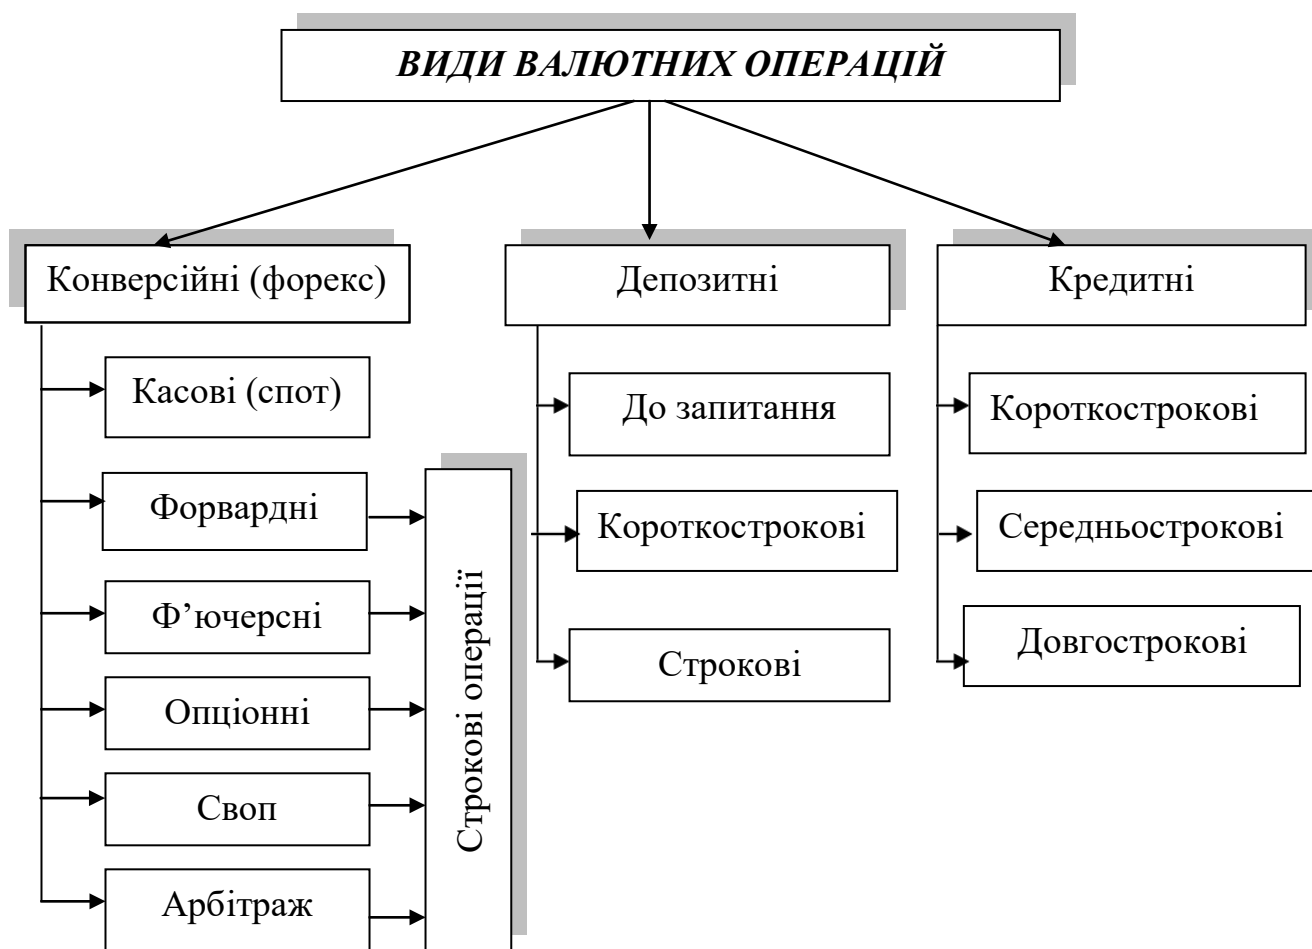 ВИДИ ВАЛЮТНИХ ОПЕРАЦІЙ
Конверсійні (форекс)
Касові (спот)
Форвардні
Ф’ючерсні
Опціонні
Своп
Арбітраж
Строкові операції
Депозитні
До запитання
Короткострокові
Строкові
Кредитні
Короткострокові
Середньострокові
Довгострокові